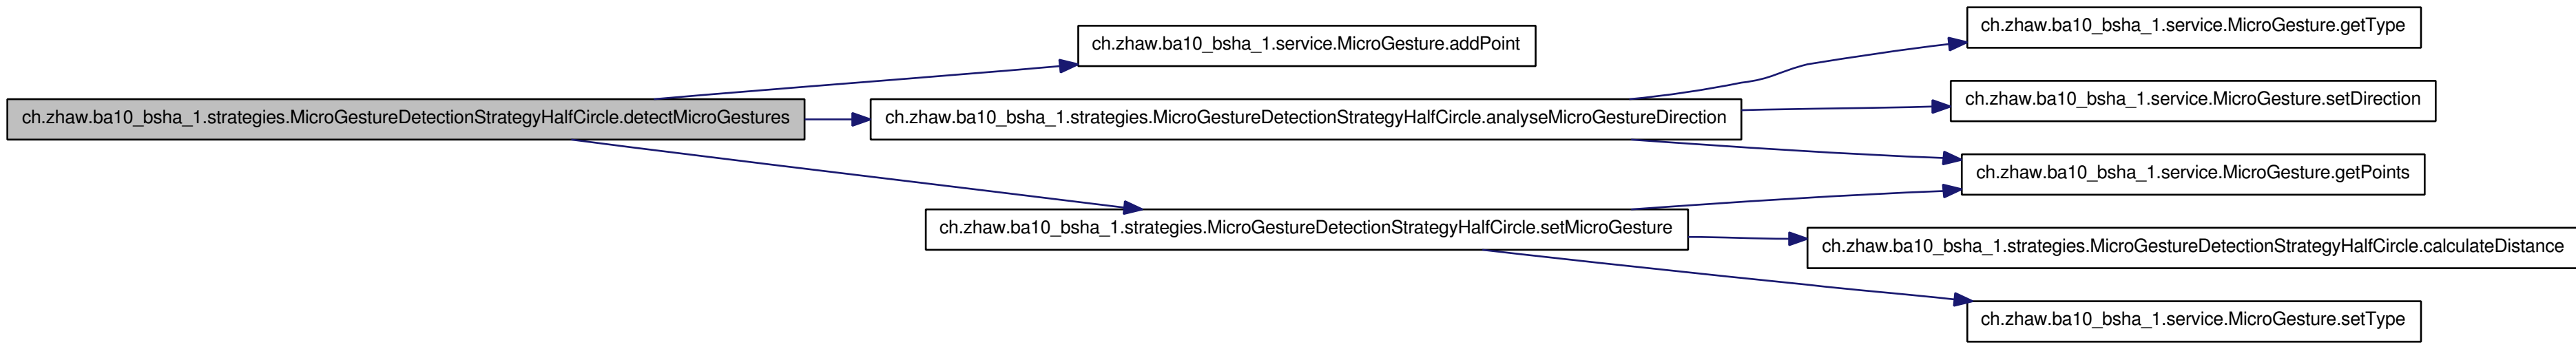 ch.zhaw.ba10_bsha_1.service.MicroGesture.getType
ch.zhaw.ba10_bsha_1.service.MicroGesture.addPoint
ch.zhaw.ba10_bsha_1.service.MicroGesture.setDirection
ch.zhaw.ba10_bsha_1.strategies.MicroGestureDetectionStrategyHalfCircle.detectMicroGestures
ch.zhaw.ba10_bsha_1.strategies.MicroGestureDetectionStrategyHalfCircle.analyseMicroGestureDirection
ch.zhaw.ba10_bsha_1.service.MicroGesture.getPoints
ch.zhaw.ba10_bsha_1.strategies.MicroGestureDetectionStrategyHalfCircle.setMicroGesture
ch.zhaw.ba10_bsha_1.strategies.MicroGestureDetectionStrategyHalfCircle.calculateDistance
ch.zhaw.ba10_bsha_1.service.MicroGesture.setType